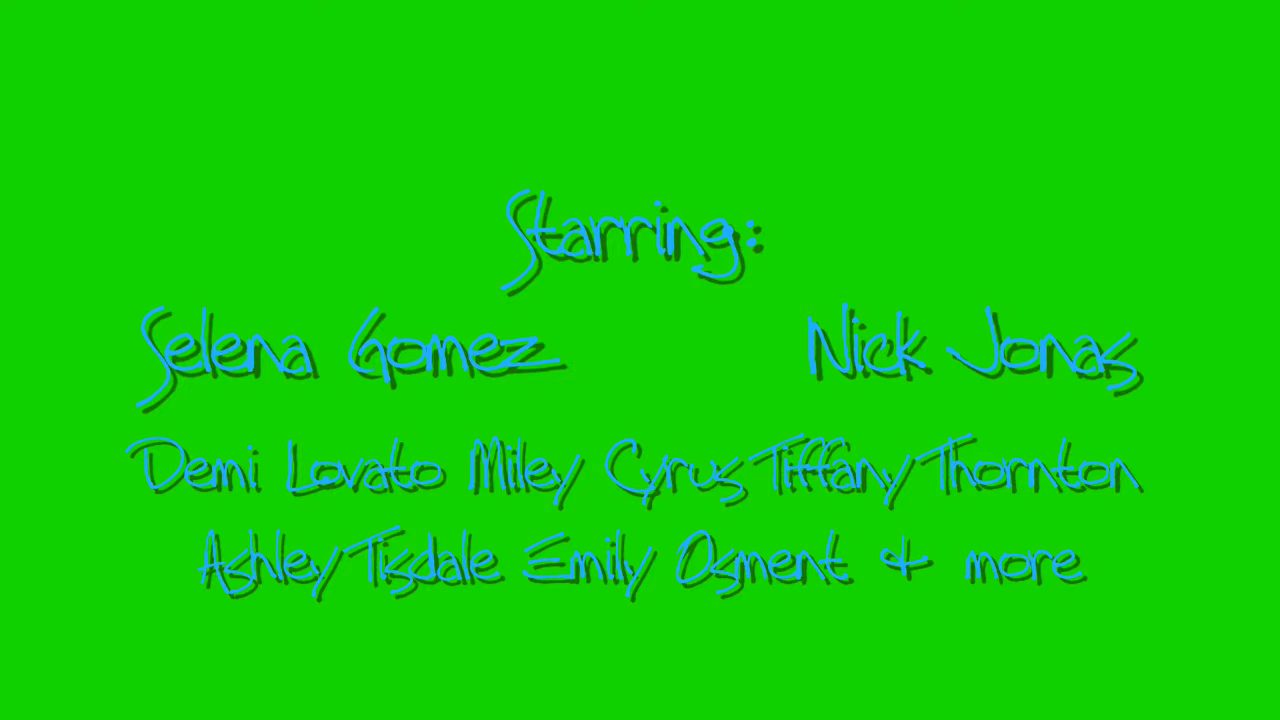 Starring:
Selena Gomez Nick Jonas
Demi Lovato Miley Cyrus Tiffany Thornton
Ashley Tisdale Emily Osment & more